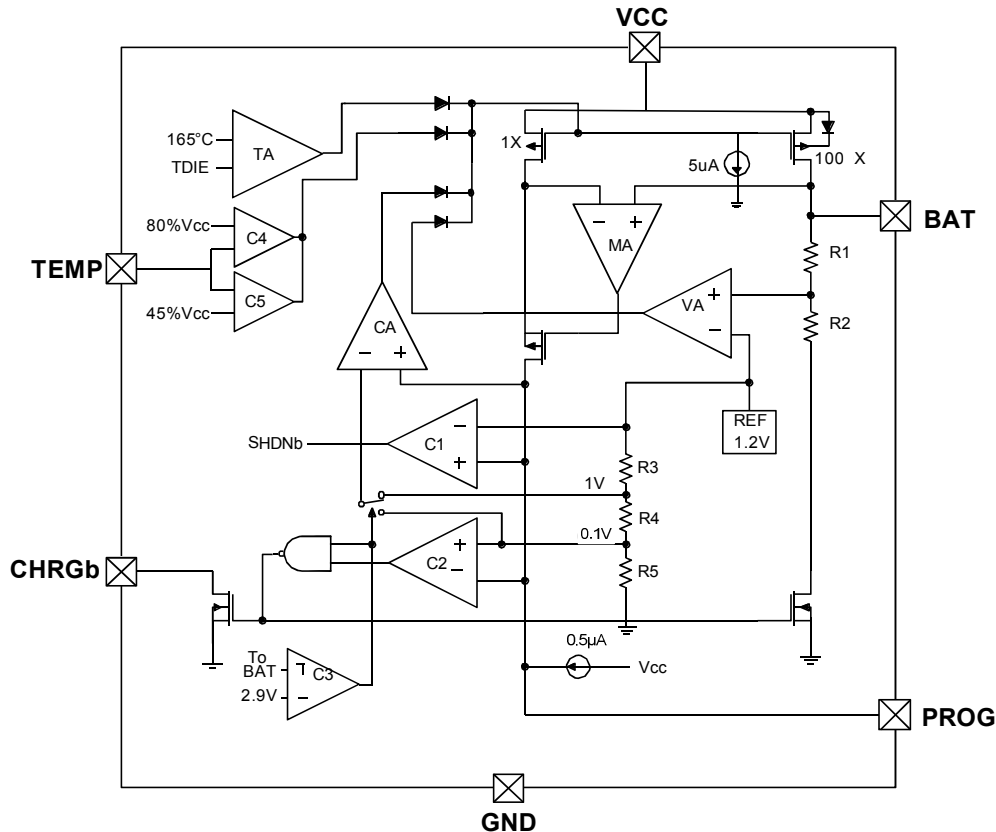 VCC
165°C
TDIE
TA
1X
5uA
100 X
80%Vcc
C4
− +
MA
BAT
R1
TEMP
45%Vcc
C5
CA
− +
VA
+
−
R2
REF
1.2V
SHDNb
C1
−
+
R3
1V
R4
0.1V
CHRGb
C2
+
−
R5
0.5µA
Vcc
To
BAT
2.9V
C3
−
PROG
GND